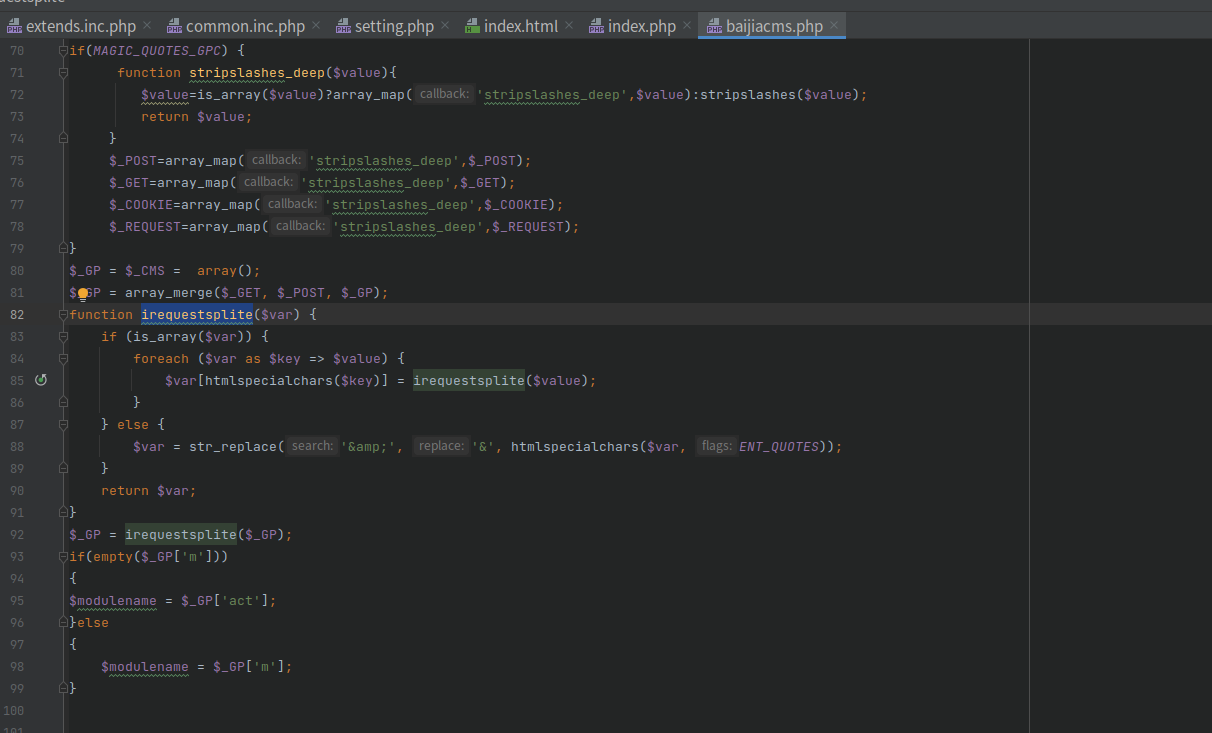 extends.inc.php common.inc.php setting.php index.html index.php baijiacms.php
70 if(MAGIC_QUOTES_GPC) {
71 function stripslashes_deep($value){
72 $value=is_array($value)?array_map( callback: 'stripslashes_deep',$value):stripslashes($value);
73 return $value;
74 }
75 $_POST=array_map( callback: 'stripslashes_deep',$_POST);
76 $_GET=array_map( callback: 'stripslashes_deep',$_GET);
77 $_COOKIE=array_map( callback: 'stripslashes_deep',$_COOKIE);
78 $_REQUEST=array_map( callback: 'stripslashes_deep',$_REQUEST);
79 }
80 $_GP = $_CMS = array();
81 $_GP = array_merge($_GET, $_POST, $_GP);
82 function irequestsplite($var) {
83 if (is_array($var)) {
84 foreach ($var as $key => $value) {
85 $var[htmlspecialchars($key)] = irequestsplite($value);
86 }
87 } else {
88 $var = str_replace( search: '&amp;', replace: '&', htmlspecialchars($var, flags: ENT_QUOTES));
89 }
90 return $var;
91 }
92 $_GP = irequestsplite($_GP);
93 if(empty($_GP['m']))
94 {
95 $modulename = $_GP['act'];
96 }else
97 {
98 $modulename = $_GP['m'];
99 }
100